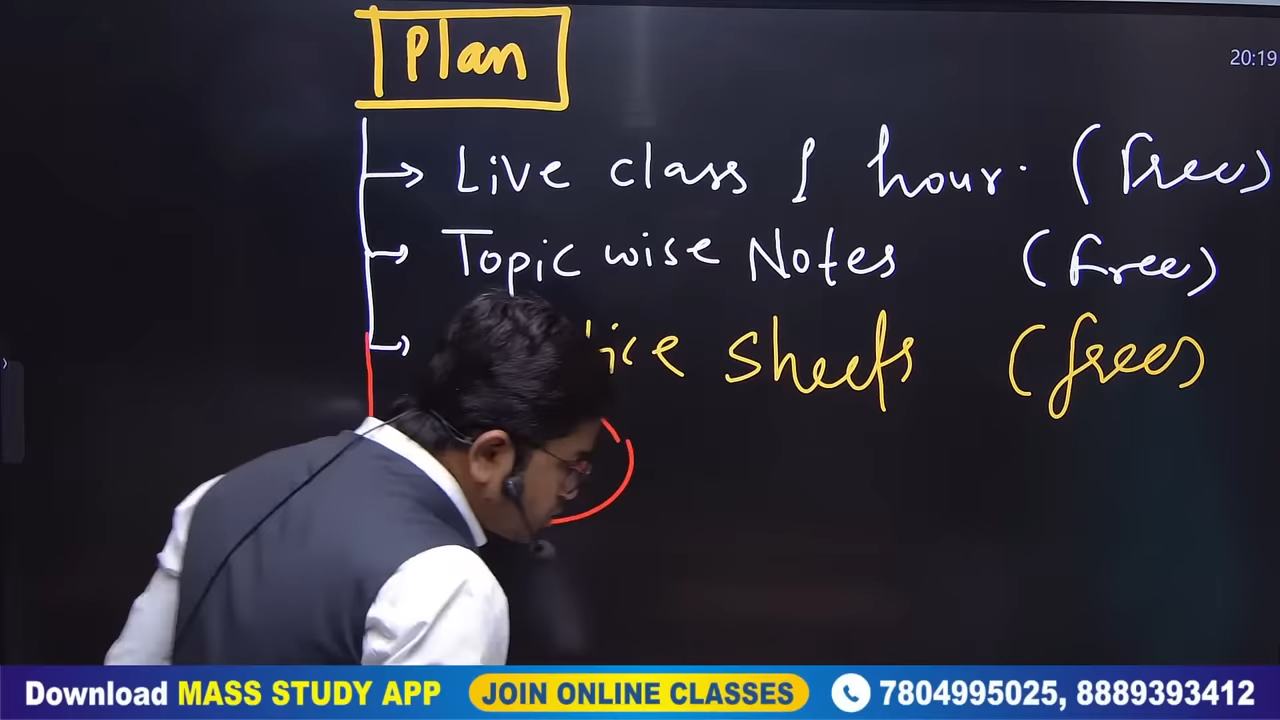 Plan
20:19
Live class 1 hour. (free)
Topic wise Notes (free)
sheets (free)
Download MASS STUDY APP JOIN ONLINE CLASSES 7804995025, 8889393412